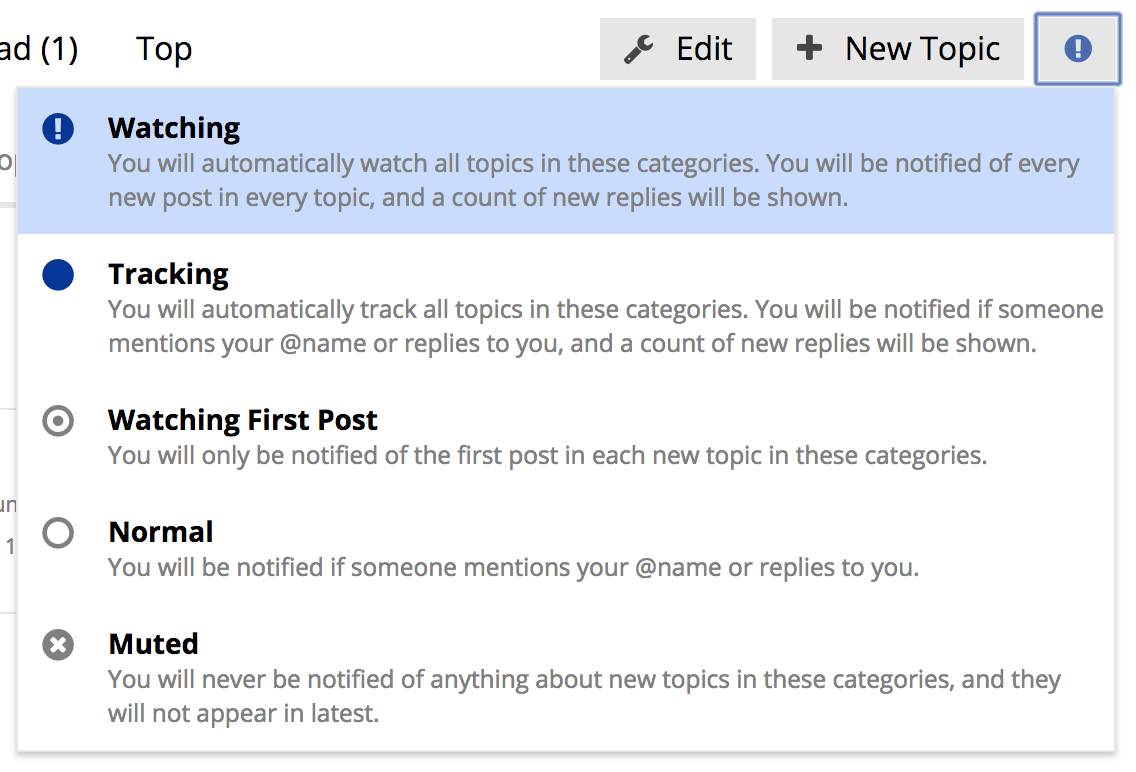 (1)
Top
Edit
New Topic
Watching
You will automatically watch all topics in these categories. You will be notified of every
new post in every topic, and a count of new replies will be shown.
Tracking
You will automatically track all topics in these categories. You will be notified if someone
mentions your @name or replies to you, and a count of new replies will be shown.
Watching First Post
You will only be notified of the first post in each new topic in these categories.
Normal
You will be notified if someone mentions your @name or replies to you.
1
Muted
You will never be notified of anything about new topics in these categories, and they
will not appear in latest.